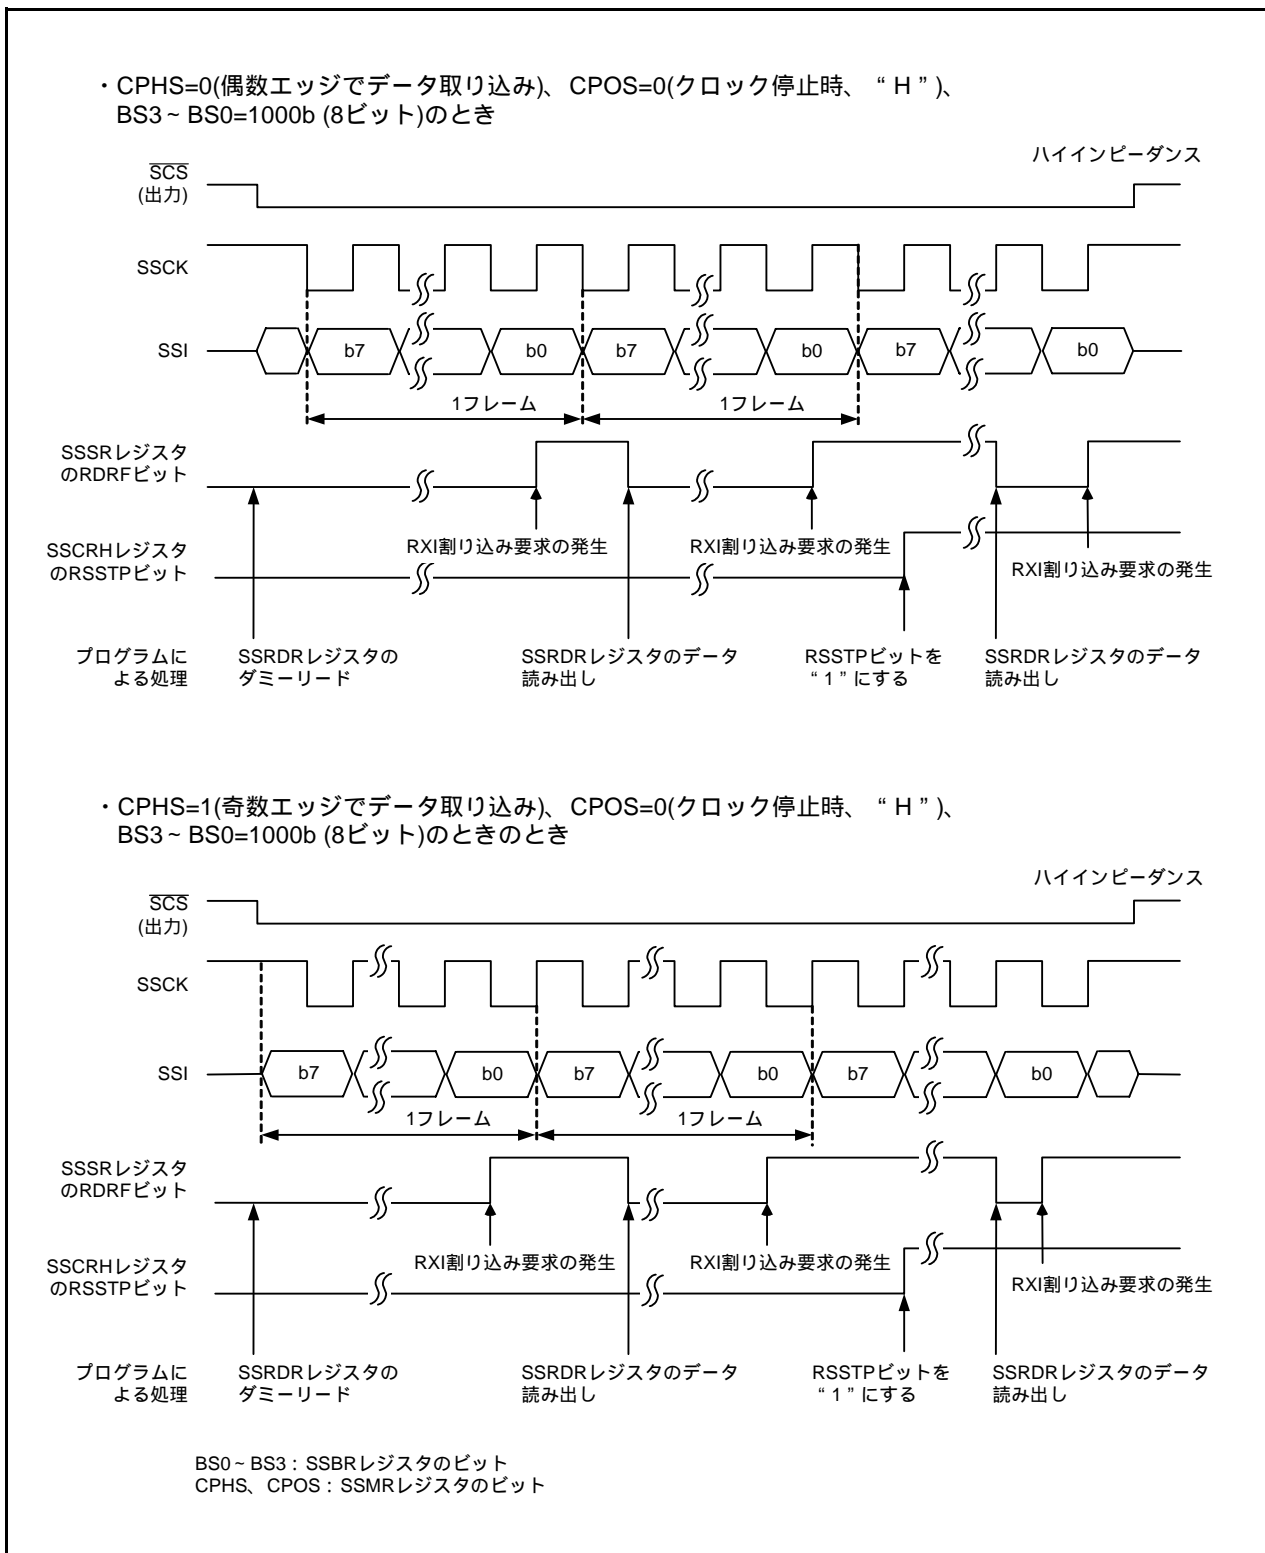 ・CPHS=0(偶数エッジでデータ取り込み)、CPOS=0(クロック停止時、“H”)、
BS3～BS0=1000b (8ビット)のとき
ハイインピーダンス
SCS
(出力)
SSCK
SSI
b7
b0
b7
b0
b7
b0
1フレーム
1フレーム
SSSRレジスタ
のRDRFビット
RXI割り込み要求の発生
RXI割り込み要求の発生
RXI割り込み要求の発生
SSCRHレジスタ
のRSSTPビット
プログラムに
よる処理
SSRDRレジスタの
ダミーリード
SSRDRレジスタのデータ
読み出し
RSSTPビットを
“1”にする
SSRDRレジスタのデータ
読み出し
・CPHS=1(奇数エッジでデータ取り込み)、CPOS=0(クロック停止時、“H”)、
BS3～BS0=1000b (8ビット)のときのとき
ハイインピーダンス
SCS
(出力)
SSCK
SSI
b7
b0
b7
b0
b7
b0
1フレーム
1フレーム
SSSRレジスタ
のRDRFビット
RXI割り込み要求の発生
RXI割り込み要求の発生
RXI割り込み要求の発生
SSCRHレジスタ
のRSSTPビット
プログラムに
よる処理
SSRDRレジスタの
ダミーリード
SSRDRレジスタのデータ
読み出し
RSSTPビットを
“1”にする
SSRDRレジスタのデータ
読み出し
BS0～BS3：SSBRレジスタのビット
CPHS、CPOS：SSMRレジスタのビット